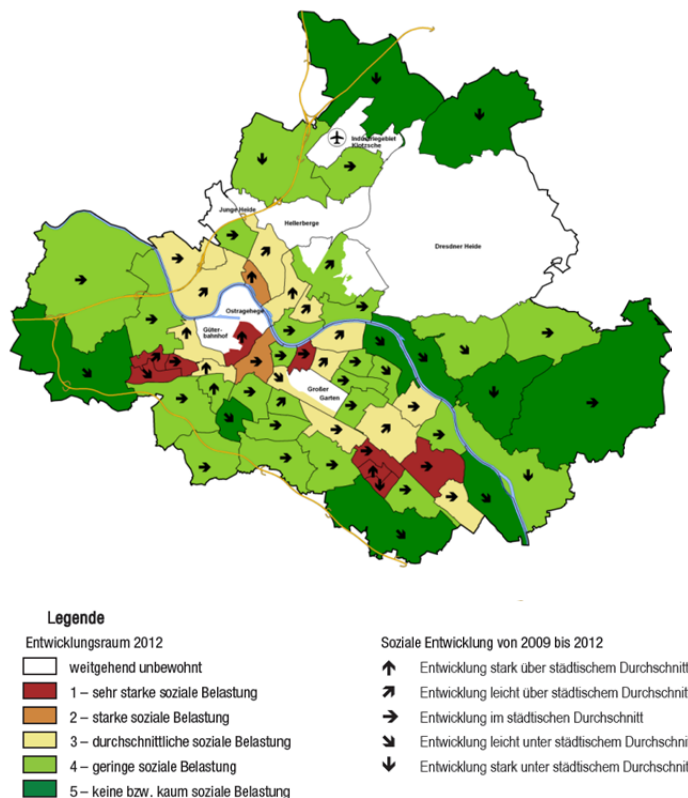 Industriegebiet
Klotzsche
Junge Heide
Hellerberge
Dresdner Heide
Ostragehege
Güter-
bahnhof
Großer
Garten
Legende
Entwicklungsraum 2012
weitgehend unbewohnt
1 – sehr starke soziale Belastung
2 – starke soziale Belastung
3 – durchschnittliche soziale Belastung
4 – geringe soziale Belastung
5 – keine bzw. kaum soziale Belastung
Soziale Entwicklung von 2009 bis 2012
Entwicklung stark über städtischem Durchschnitt
Entwicklung leicht über städtischem Durchschnit
Entwicklung im städtischen Durchschnitt
Entwicklung leicht unter städtischem Durchschni
Entwicklung stark unter städtischem Durchschnit